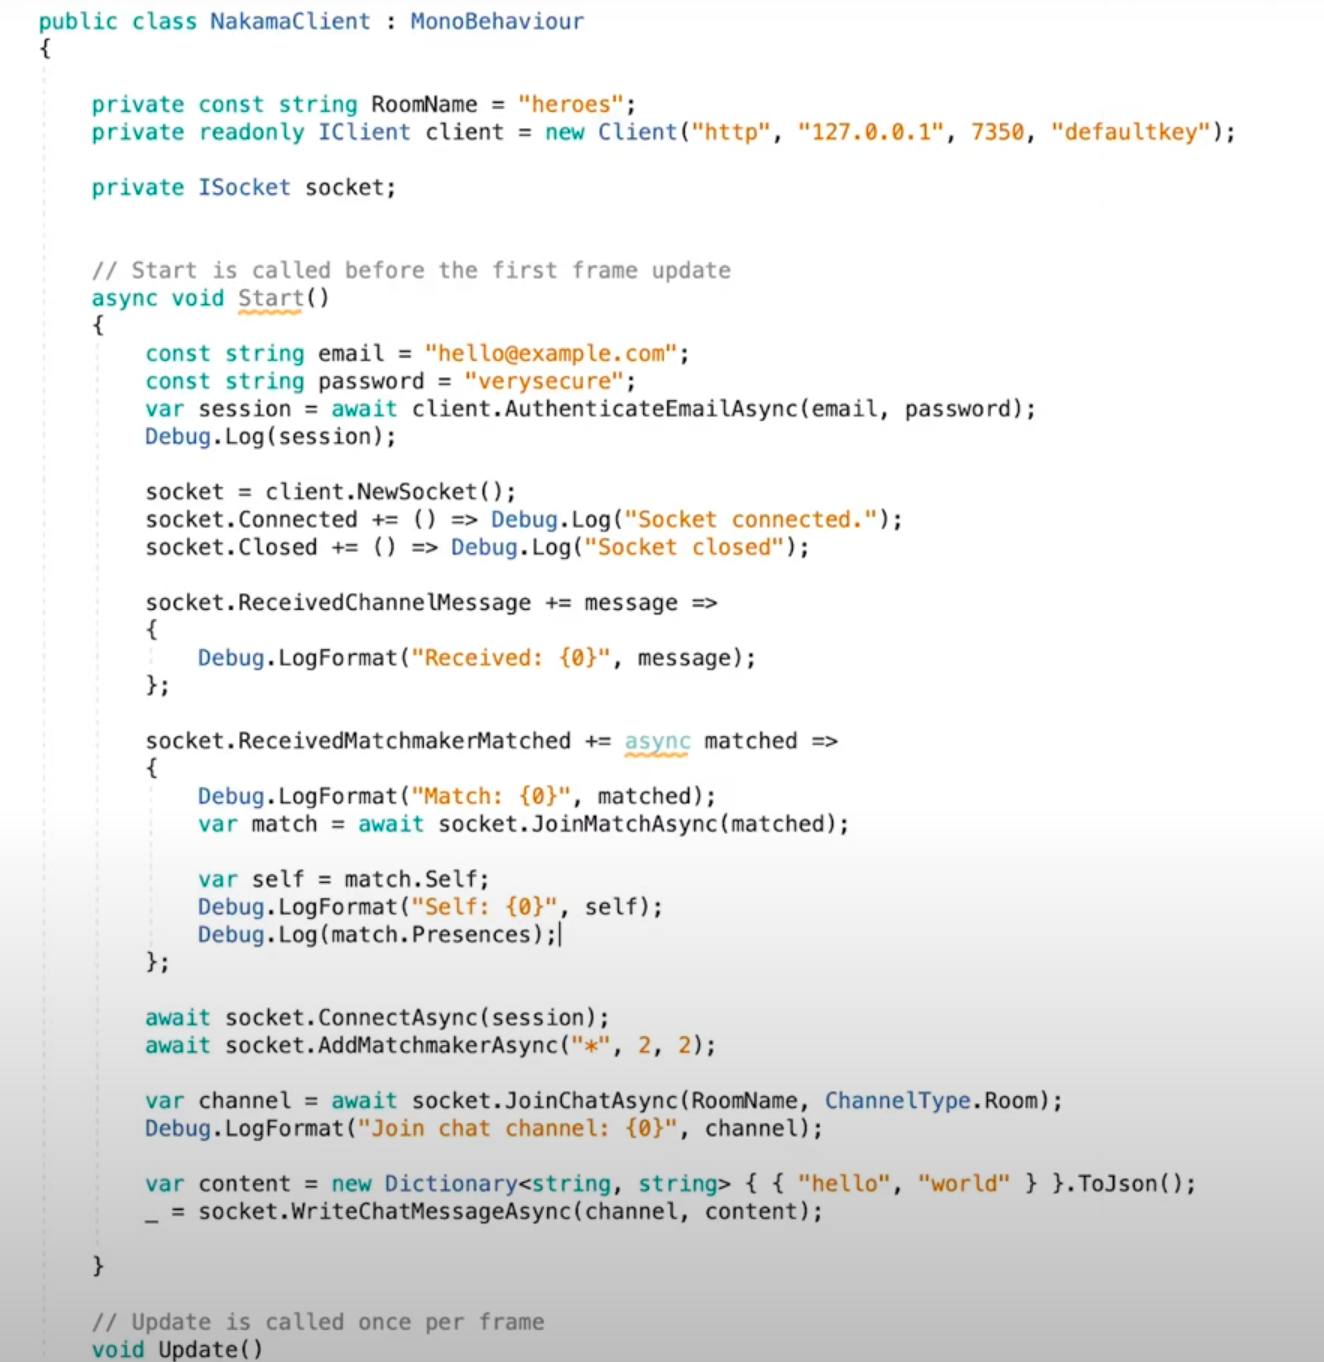 public class NakamaClient : MonoBehaviour
{
private const string RoomName = "heroes";
private readonly IClient client = new Client("http", "127.0.0.1", 7350, "defaultkey");
private ISocket socket;
// Start is called before the first frame update
async void Start()
{
const string email = "hello@example.com";
const string password = "verysecure";
var session = await client.AuthenticateEmailAsync(email, password);
Debug.Log(session);
socket = client.NewSocket();
socket.Connected += () => Debug.Log("Socket connected.");
socket.Closed += () => Debug.Log("Socket closed");
socket.ReceivedChannelMessage += message =>
{
Debug.LogFormat("Received: {0}", message);
};
socket.ReceivedMatchmakerMatched += async matched =>
{
Debug.LogFormat("Match: {0}", matched);
var match = await socket.JoinMatchAsync(matched);
var self = match.Self;
Debug.LogFormat("Self: {0}", self);
Debug.Log(match.Presences);
};
await socket.ConnectAsync(session);
await socket.AddMatchmakerAsync("*", 2, 2);
var channel = await socket.JoinChatAsync(RoomName, ChannelType.Room);
Debug.LogFormat("Join chat channel: {0}", channel);
var content = new Dictionary<string, string> { { "hello", "world" } }.ToJson();
_ = socket.WriteChatMessageAsync(channel, content);
}
// Update is called once per frame
void Update()